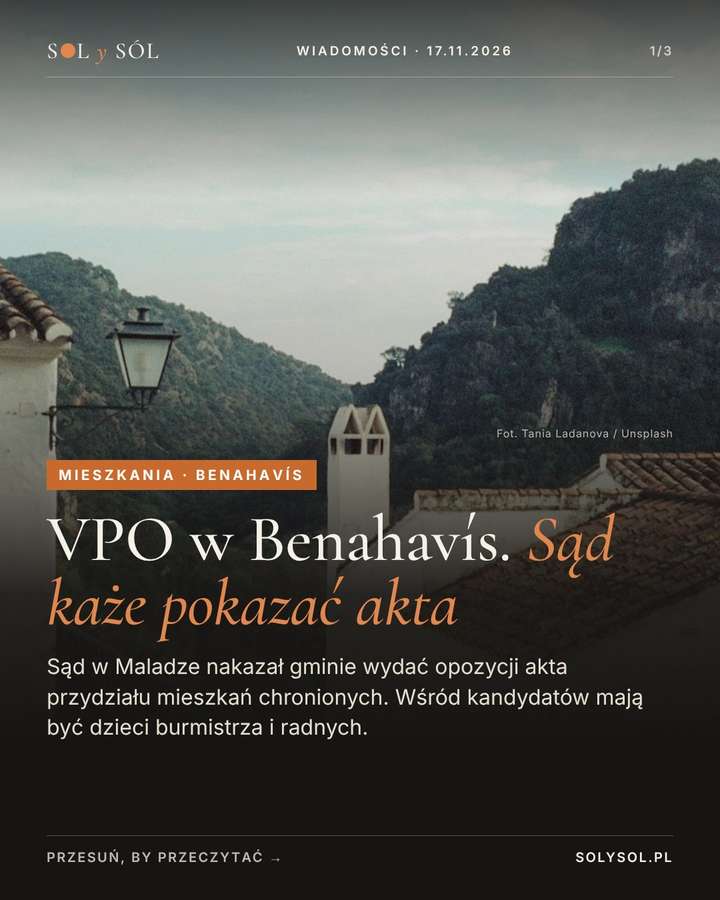 SOL y SÓL
WIADOMOŚCI · 17.11.2026
1/3
Fot. Tania Ladanova / Unsplash
MIESZKANIA · BENAHAVÍS
VPO w Benahavís. Sąd
każe pokazać akta
Sąd w Maladze nakazał gminie wydać opozycji akta
przydziału mieszkań chronionych. Wśród kandydatów mają
być dzieci burmistrza i radnych.
PRZESUŃ, BY PRZECZYTAĆ →
SOLYSOL.PL